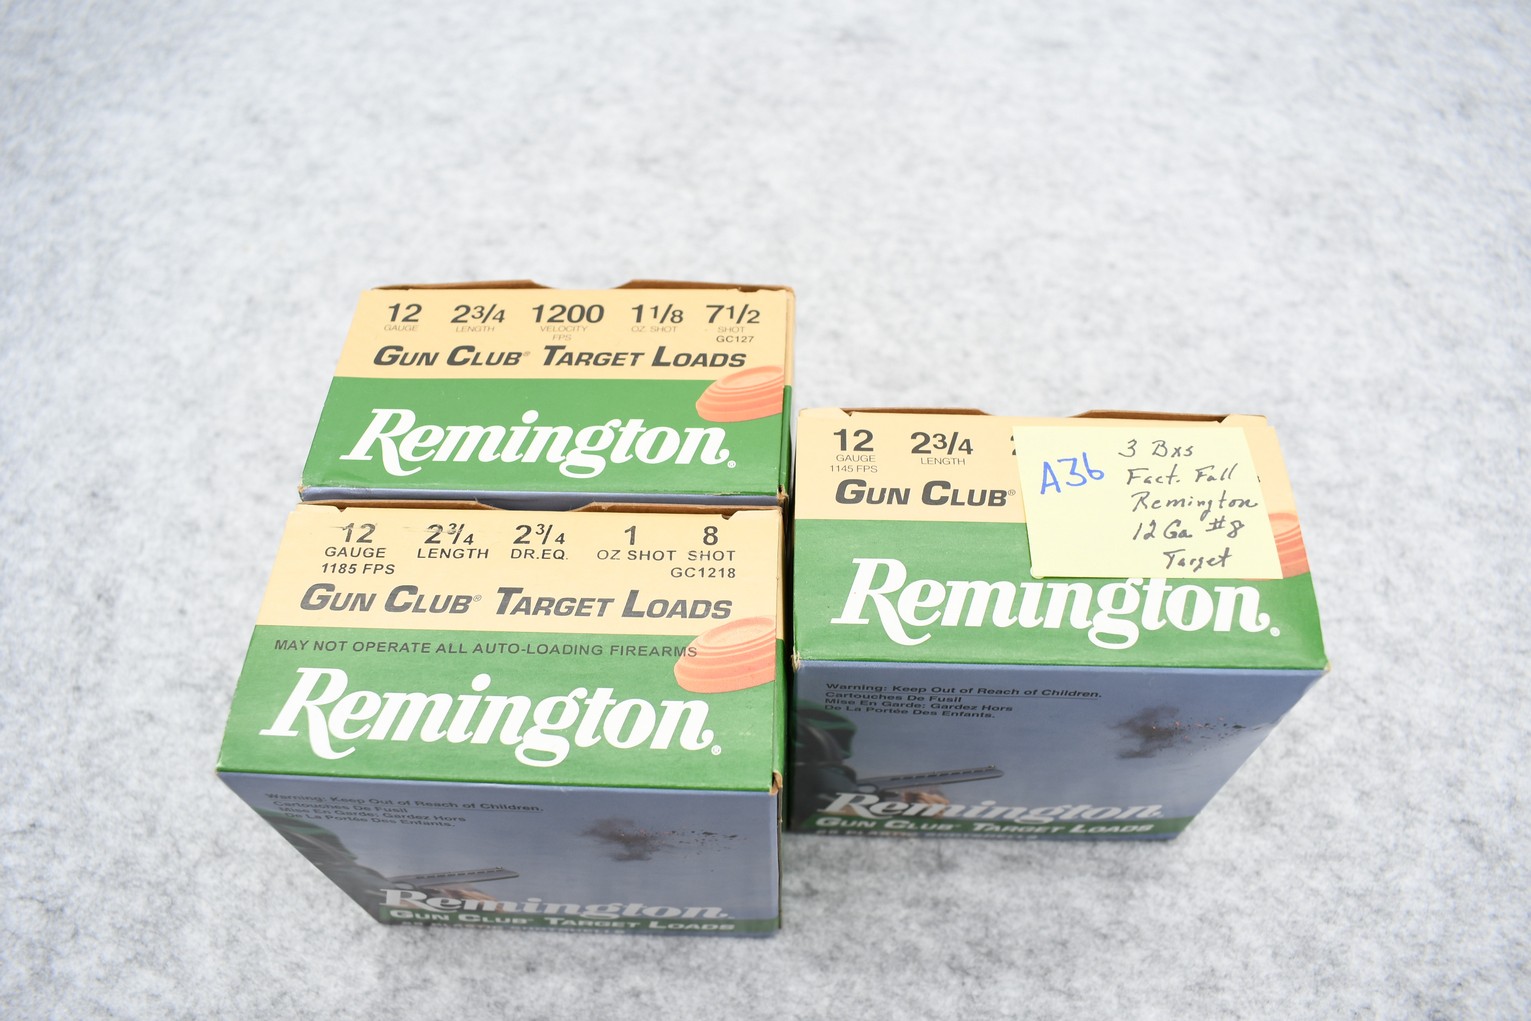 12 2 3/4 1200 1 1/8 7 1/2
GAUGE LENGTH VELOCITY FPS OZ SHOT SHOT
GC127
GUN CLUB® TARGET LOADS
Remington®
12 2 3/4 2 3/4 1 8
GAUGE LENGTH DR.EQ. OZ SHOT SHOT
1185 FPS GC1218
GUN CLUB® TARGET LOADS
MAY NOT OPERATE ALL AUTO-LOADING FIREARMS
Remington®
Warning: Keep Out of Reach of Children.
Cartouches De Fusil
Mise En Garde: Gardez Hors
De La Portée Des Enfants.
Remington
GUN CLUB® TARGET LOADS
12 2 3/4
GAUGE LENGTH
1145 FPS
GUN CLUB®
Remington®
A36
3 Bxs
Fact. Full
Remington
12 Ga #8
Target
Warning: Keep Out of Reach of Children.
Cartouches De Fusil
Mise En Garde: Gardez Hors
De La Portée Des Enfants.
Remington
GUN CLUB® TARGET LOADS